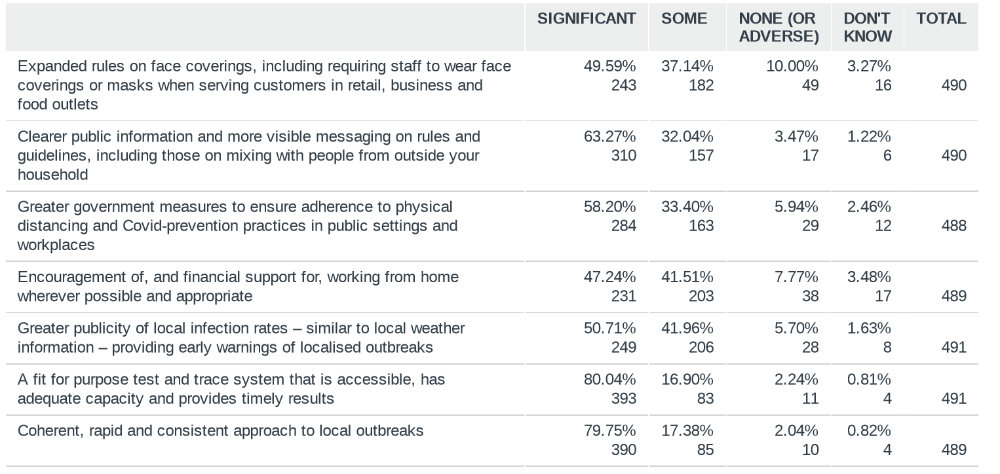 SIGNIFICANT SOME NONE (OR DON'T TOTAL
ADVERSE) KNOW
Expanded rules on face coverings, including requiring staff to wear face 49.59% 37.14% 10.00% 3.27%
coverings or masks when serving customers in retail, business and 243 182 49 16 490
food outlets
Clearer public information and more visible messaging on rules and 63.27% 32.04% 3.47% 1.22%
guidelines, including those on mixing with people from outside your 310 157 17 6 490
household
Greater government measures to ensure adherence to physical 58.20% 33.40% 5.94% 2.46%
distancing and Covid-prevention practices in public settings and 284 163 29 12 488
workplaces
Encouragement of, and financial support for, working from home 47.24% 41.51% 7.77% 3.48%
wherever possible and appropriate 231 203 38 17 489
Greater publicity of local infection rates – similar to local weather 50.71% 41.96% 5.70% 1.63%
information – providing early warnings of localised outbreaks 249 206 28 8 491
A fit for purpose test and trace system that is accessible, has 80.04% 16.90% 2.24% 0.81%
adequate capacity and provides timely results 393 83 11 4 491
Coherent, rapid and consistent approach to local outbreaks 79.75% 17.38% 2.04% 0.82%
390 85 10 4 489